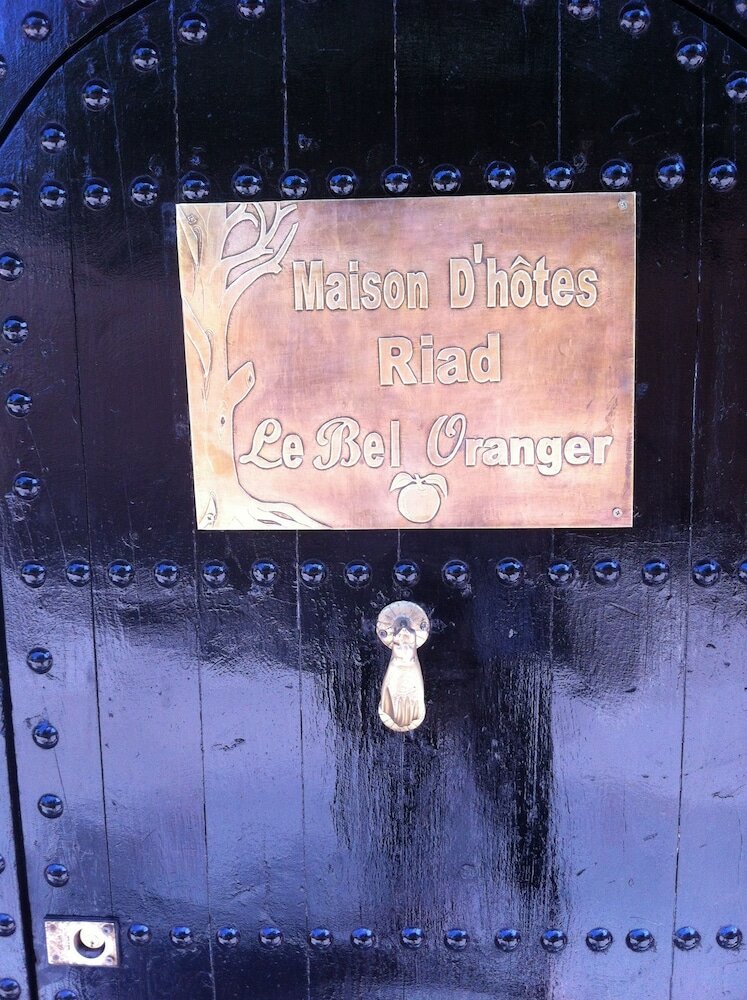 Maison D'hôtes
Riad
Le Bel Oranger